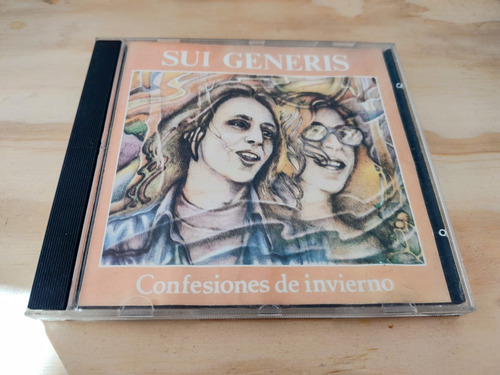 SUI GENERIS
Confesiones de invierno